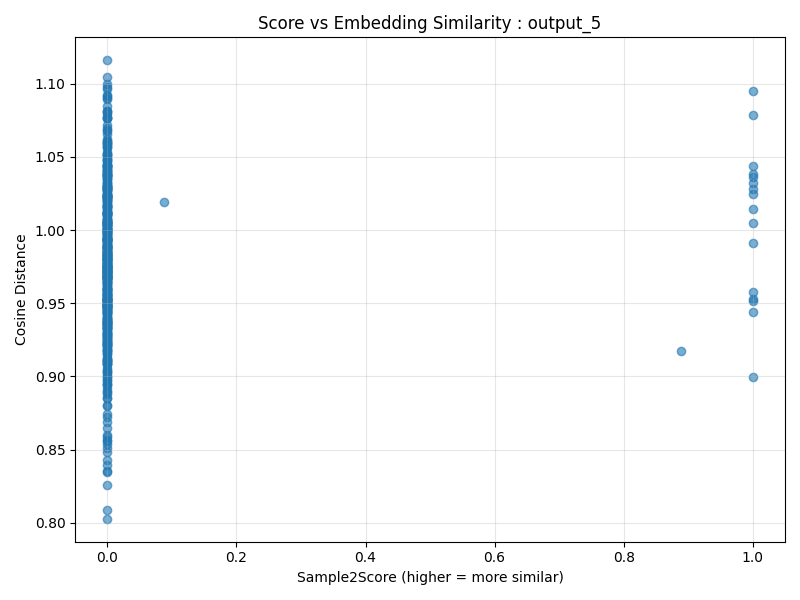 Score vs Embedding Similarity : output_5
Cosine Distance
1.10
1.05
1.00
0.95
0.90
0.85
0.80
0.0 0.2 0.4 0.6 0.8 1.0
Sample2Score (higher = more similar)